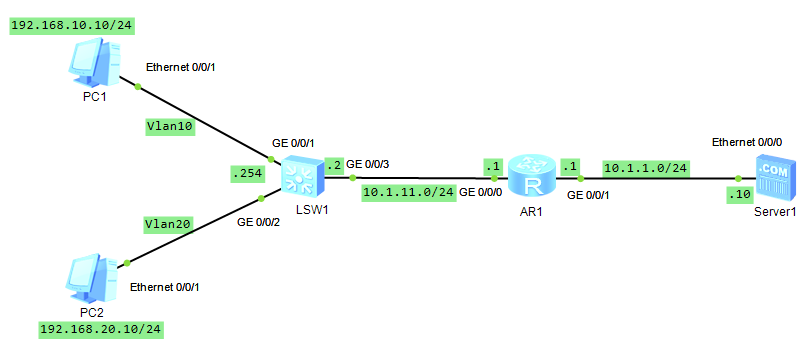 192.168.10.10/24
Ethernet 0/0/1
PC1
Vlan10
GE 0/0/1
.254
.2
GE 0/0/3
LSW1
10.1.11.0/24
.1
GE 0/0/0
AR1
.1
GE 0/0/1
10.1.1.0/24
Ethernet 0/0/0
.COM
.10
Server1
R
Vlan20
GE 0/0/2
Ethernet 0/0/1
PC2
192.168.20.10/24